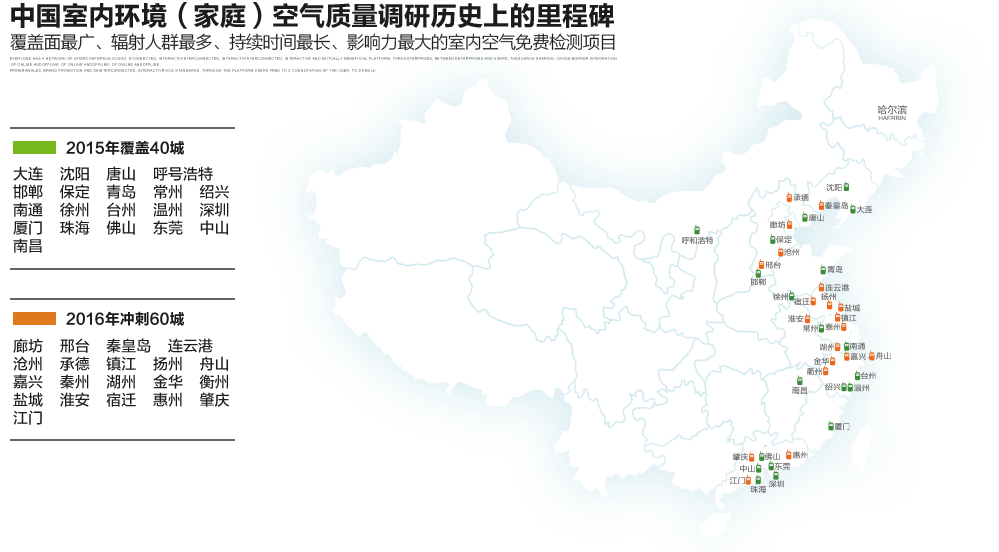 中国室内环境（家庭）空气质量调研历史上的里程碑
覆盖面最广、辐射人群最多、持续时间最长、影响力最大的室内空气免费检测项目
2015年覆盖40城
大连 沈阳 唐山 呼号浩特
邯郸 保定 青岛 常州 绍兴
南通 徐州 台州 温州 深圳
厦门 珠海 佛山 东莞 中山
南昌
2016年冲刺60城
廊坊 邢台 秦皇岛 连云港
沧州 承德 镇江 扬州 舟山
嘉兴 秦州 湖州 金华 衡州
盐城 淮安 宿迁 惠州 肇庆
江门
哈尔滨
HAERBIN
沈阳
承德
秦皇岛
大连
唐山
廊坊
呼和浩特
保定
沧州
邢台
邯郸
青岛
连云港
徐州
宿迁
扬州
盐城
淮安
镇江
常州
泰州
湖州
南通
金华
嘉兴
舟山
衢州
台州
南昌
绍兴
温州
厦门
肇庆
佛山
惠州
中山
东莞
江门
珠海
深圳